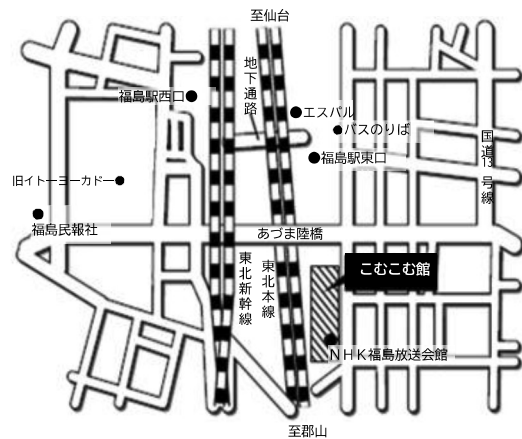 至仙台
地下通路
福島駅西口
エスパル
バスのりば
福島駅東口
国道13号線
旧イトーヨーカドー
福島民報社
あづま陸橋
東北新幹線
東北本線
こむこむ館
NHK福島放送会館
至郡山